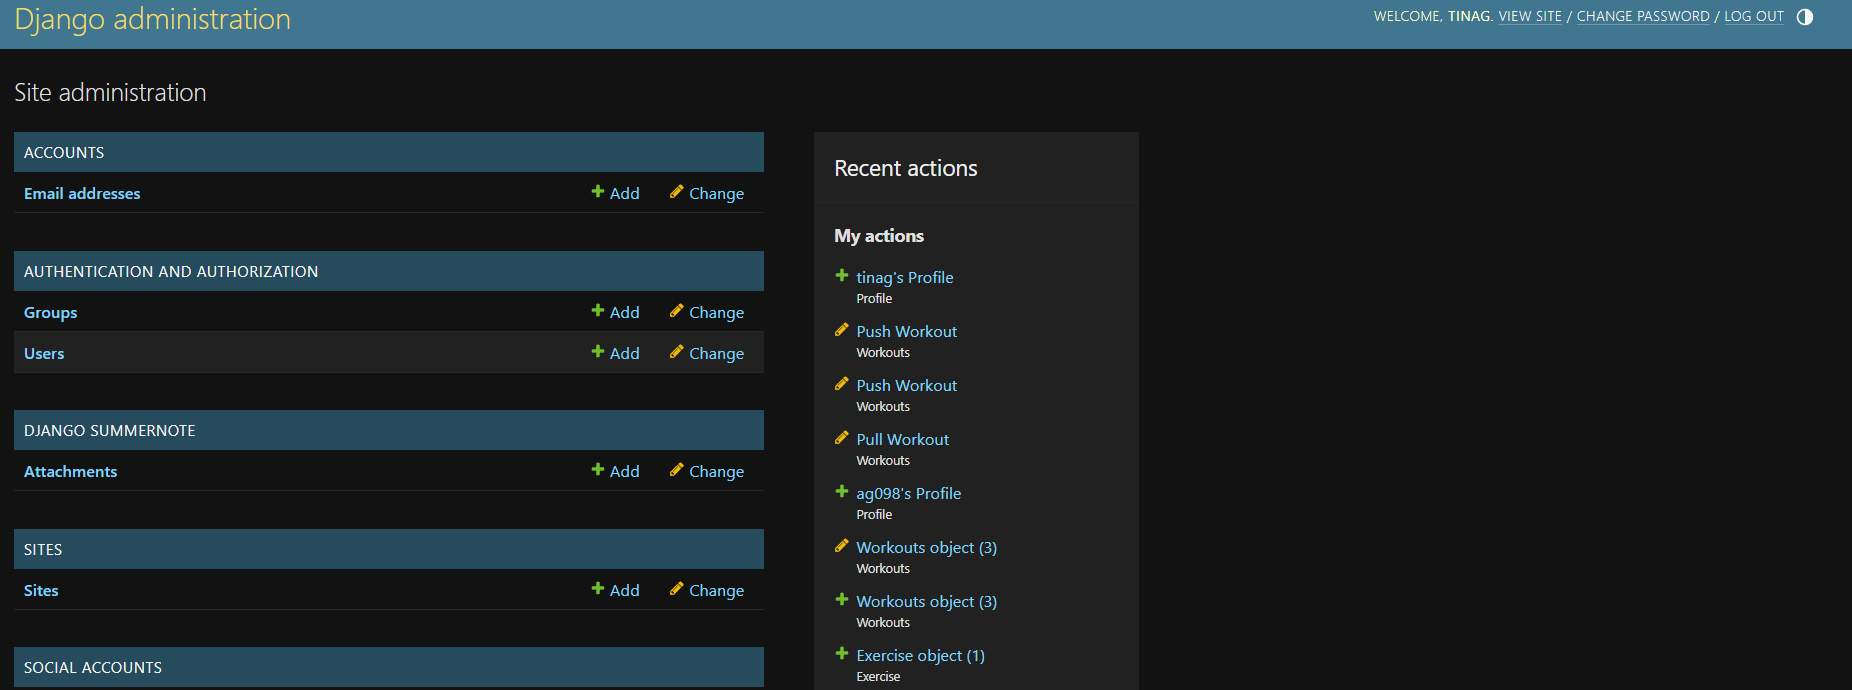 Django administration
WELCOME, TINAG. VIEW SITE / CHANGE PASSWORD / LOG OUT
Site administration
ACCOUNTS
Email addresses Add Change
AUTHENTICATION AND AUTHORIZATION
Groups Add Change
Users Add Change
DJANGO SUMMERNOTE
Attachments Add Change
SITES
Sites Add Change
SOCIAL ACCOUNTS
Recent actions
My actions
tinag's Profile
Profile
Push Workout
Workouts
Push Workout
Workouts
Pull Workout
Workouts
ag098's Profile
Profile
Workouts object (3)
Workouts
Workouts object (3)
Workouts
Exercise object (1)
Exercise